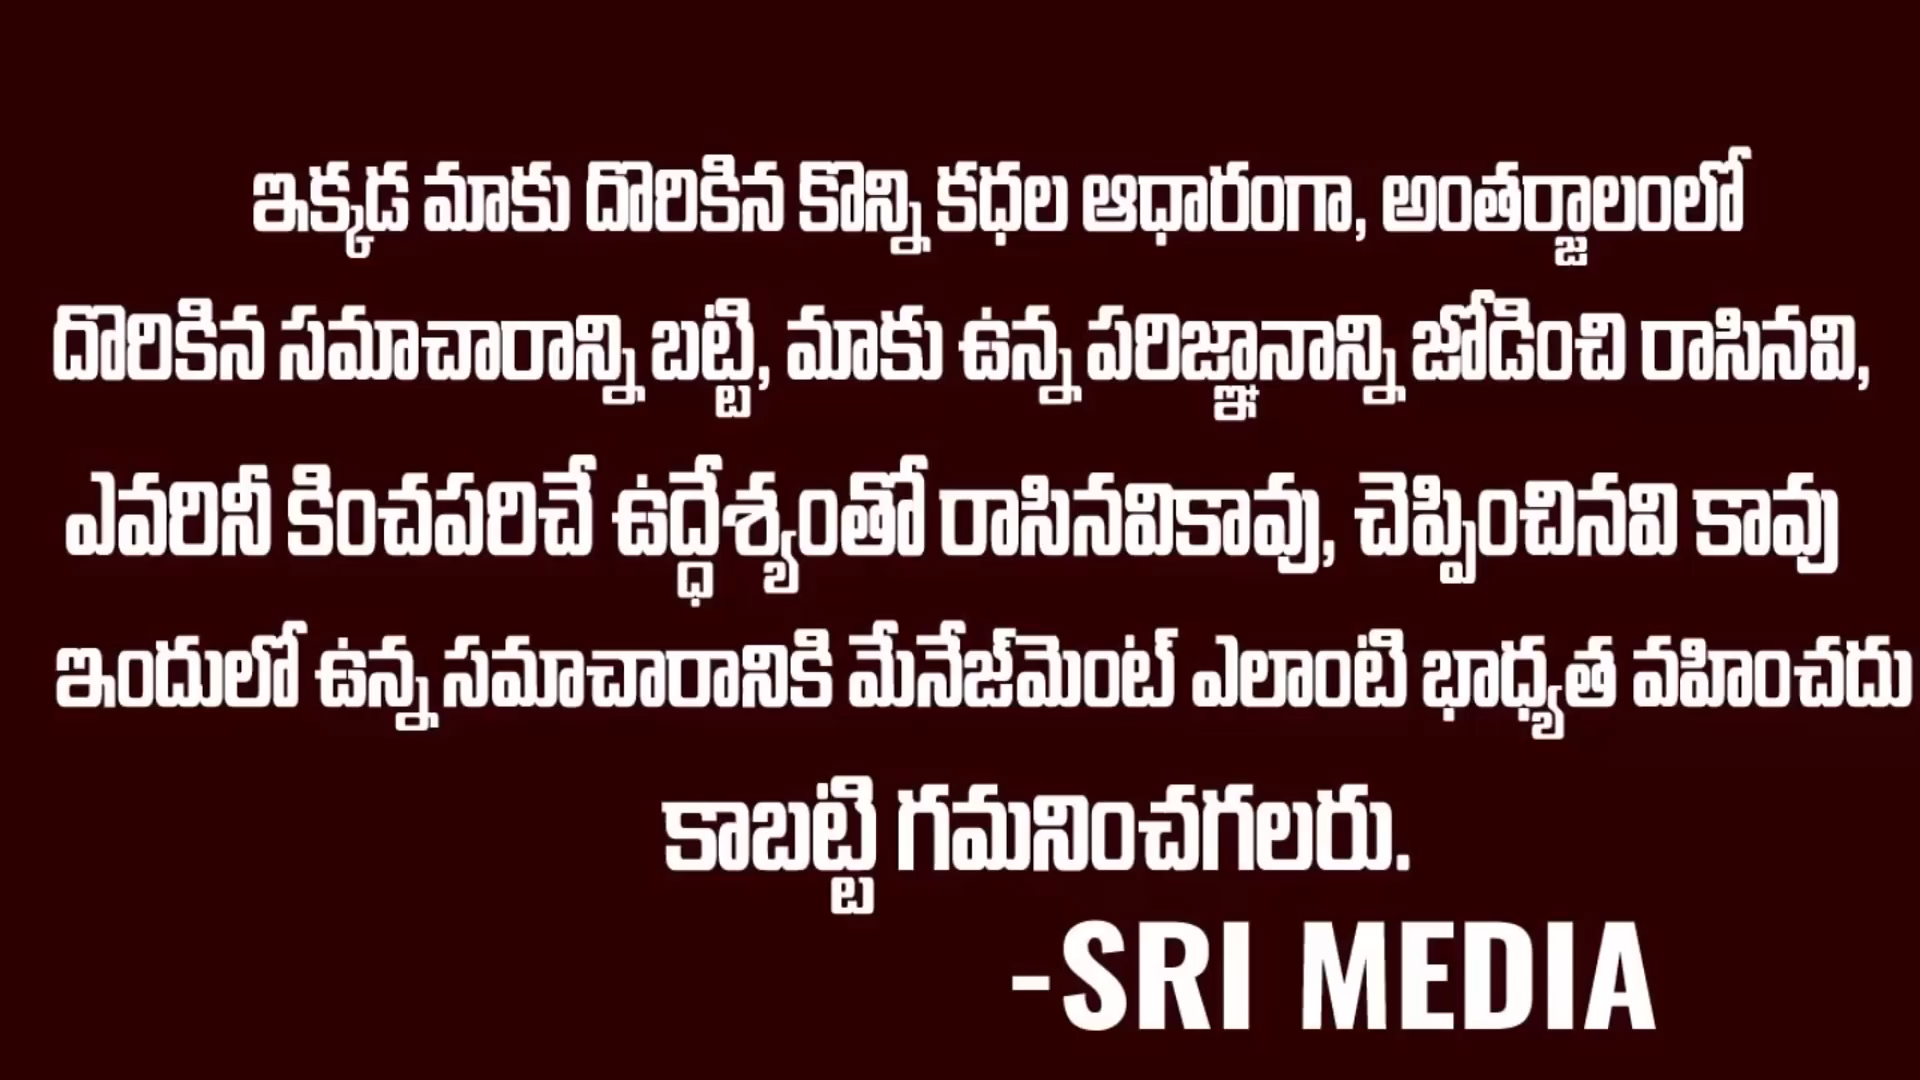 ఇక్కడ మాకు దొరికిన కొన్ని కధల ఆధారంగా, అంతర్జాలంలో
దొరికిన సమాచారాన్ని బట్టి, మాకు ఉన్న పరిజ్ఞానాన్ని జోడించి రాసినవి,
ఎవరినీ కించపరిచే ఉద్ధేశ్యంతో రాసినవికావు, చెప్పించినవి కావు
ఇందులో ఉన్న సమాచారానికి మేనేజ్‌మెంట్ ఎలాంటి భాధ్యత వహించదు
కాబట్టి గమనించగలరు.
-SRI MEDIA